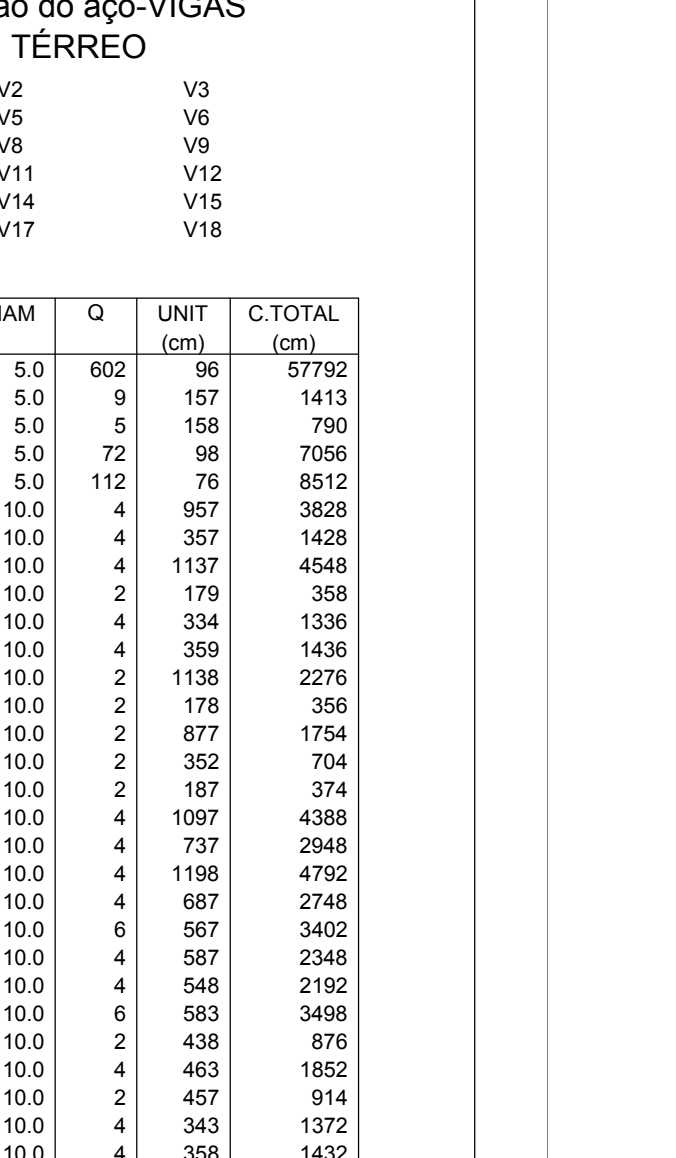 ão do aço-VIGAS
TÉRREO
V2 V3
V5 V6
V8 V9
V11 V12
V14 V15
V17 V18
IAM Q UNIT C.TOTAL
(cm) (cm)
5.0 602 96 57792
5.0 9 157 1413
5.0 5 158 790
5.0 72 98 7056
5.0 112 76 8512
10.0 4 957 3828
10.0 4 357 1428
10.0 4 1137 4548
10.0 2 179 358
10.0 4 334 1336
10.0 4 359 1436
10.0 2 1138 2276
10.0 2 178 356
10.0 2 877 1754
10.0 2 352 704
10.0 2 187 374
10.0 4 1097 4388
10.0 4 737 2948
10.0 4 1198 4792
10.0 4 687 2748
10.0 6 567 3402
10.0 4 587 2348
10.0 4 548 2192
10.0 6 583 3498
10.0 2 438 876
10.0 4 463 1852
10.0 2 457 914
10.0 4 343 1372
10.0 4 358 1432